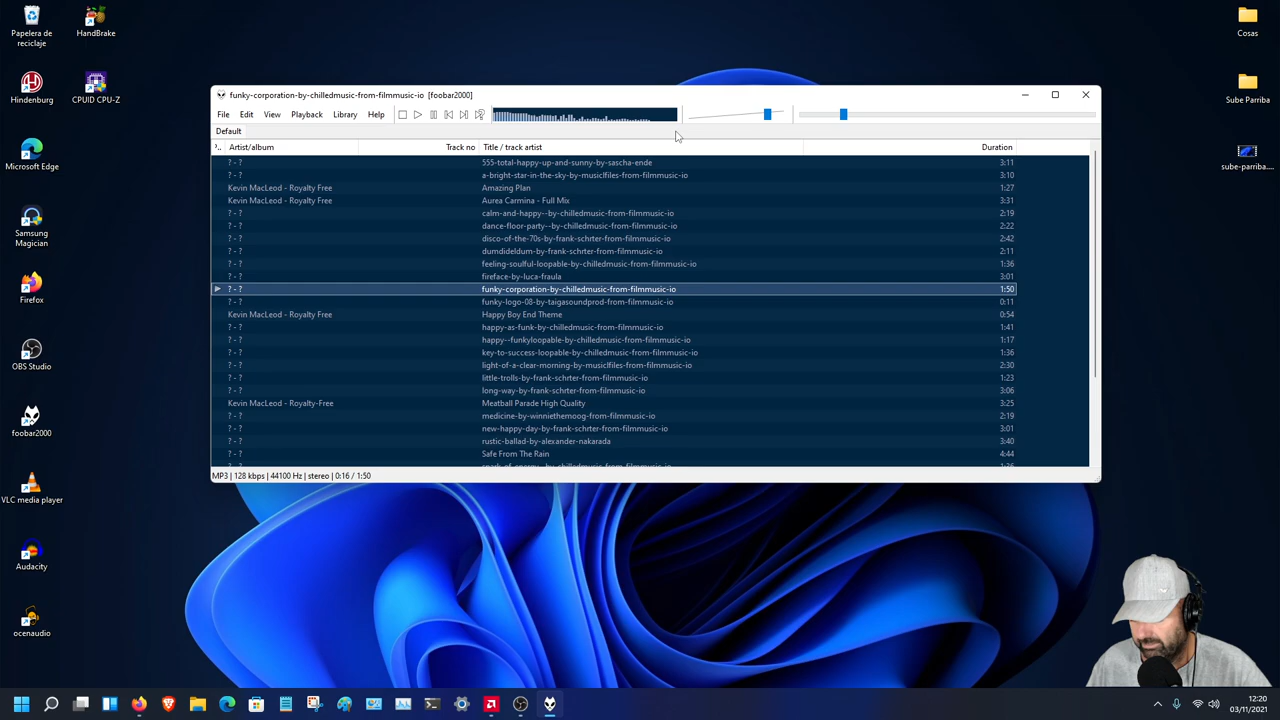 Papelera de
reciclaje
HandBrake
Hindenburg
CPUID CPU-Z
Microsoft Edge
Samsung
Magician
Firefox
OBS Studio
foobar2000
VLC media player
Audacity
ocenaudio
Cosas
Sube Parriba
sube-parriba....
funky-corporation-by-chilledmusic-from-filmmusic-io [foobar2000]
File Edit View Playback Library Help
Default
?.. Artist/album Track no Title / track artist Duration
? - ? 555-total-happy-up-and-sunny-by-sascha-ende 3:11
? - ? a-bright-star-in-the-sky-by-musiclfiles-from-filmmusic-io 3:10
Kevin MacLeod - Royalty Free Amazing Plan 1:27
Kevin MacLeod - Royalty Free Aurea Carmina - Full Mix 3:31
? - ? calm-and-happy--by-chilledmusic-from-filmmusic-io 2:19
? - ? dance-floor-party--by-chilledmusic-from-filmmusic-io 2:22
? - ? disco-of-the-70s-by-frank-schrter-from-filmmusic-io 2:42
? - ? dumdideldum-by-frank-schrter-from-filmmusic-io 2:11
? - ? feeling-soulful-loopable-by-chilledmusic-from-filmmusic-io 1:36
? - ? fireface-by-luca-fraula 3:01
? - ? funky-corporation-by-chilledmusic-from-filmmusic-io 1:50
? - ? funky-logo-08-by-taigasoundprod-from-filmmusic-io 0:11
Kevin MacLeod - Royalty Free Happy Boy End Theme 0:54
? - ? happy-as-funk-by-chilledmusic-from-filmmusic-io 1:41
? - ? happy--funkyloopable-by-chilledmusic-from-filmmusic-io 1:17
? - ? key-to-success-loopable-by-chilledmusic-from-filmmusic-io 1:36
? - ? light-of-a-clear-morning-by-musiclfiles-from-filmmusic-io 2:30
? - ? little-trolls-by-frank-schrter-from-filmmusic-io 1:23
? - ? long-way-by-frank-schrter-from-filmmusic-io 3:06
Kevin MacLeod - Royalty-Free Meatball Parade High Quality 3:25
? - ? medicine-by-winniethemoog-from-filmmusic-io 2:19
? - ? new-happy-day-by-frank-schrter-from-filmmusic-io 3:01
? - ? rustic-ballad-by-alexander-nakarada 3:40
? - ? Safe From The Rain 4:44
MP3 | 128 kbps | 44100 Hz | stereo | 0:16 / 1:50
12:20
03/11/2021